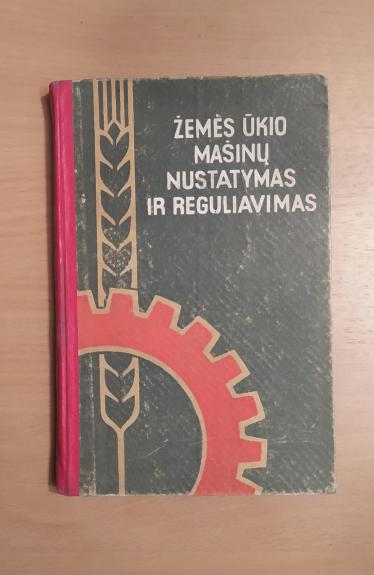 ŽEMĖS ŪKIO
MAŠINŲ
NUSTATYMAS
IR REGULIAVIMAS